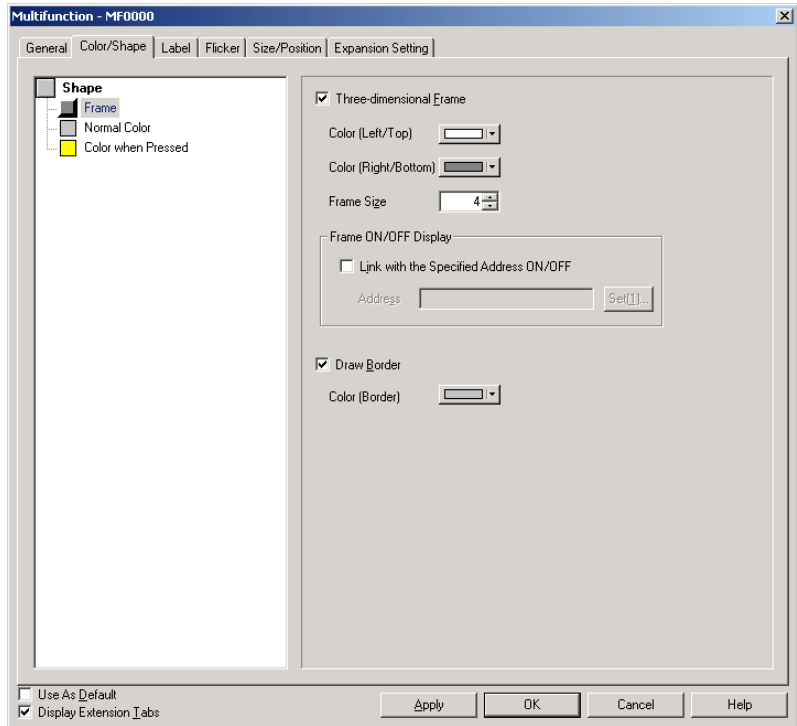 Multifunction - MF0000
General Color/Shape Label Flicker Size/Position Expansion Setting
Shape
Frame
Normal Color
Color when Pressed
Three-dimensional Frame
Color (Left/Top)
Color (Right/Bottom)
Frame Size 4
Frame ON/OFF Display
Link with the Specified Address ON/OFF
Address Set(1)...
Draw Border
Color (Border)
Use As Default
Display Extension Tabs
Apply OK Cancel Help